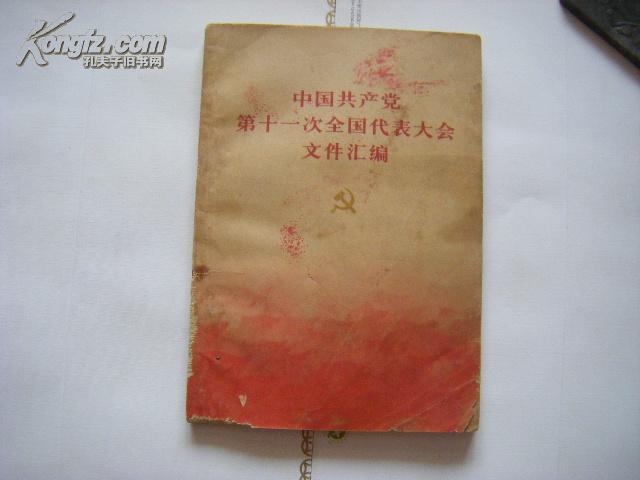 Kongfz.com
孔夫子旧书网
中国共产党
第十一次全国代表大会
文件汇编